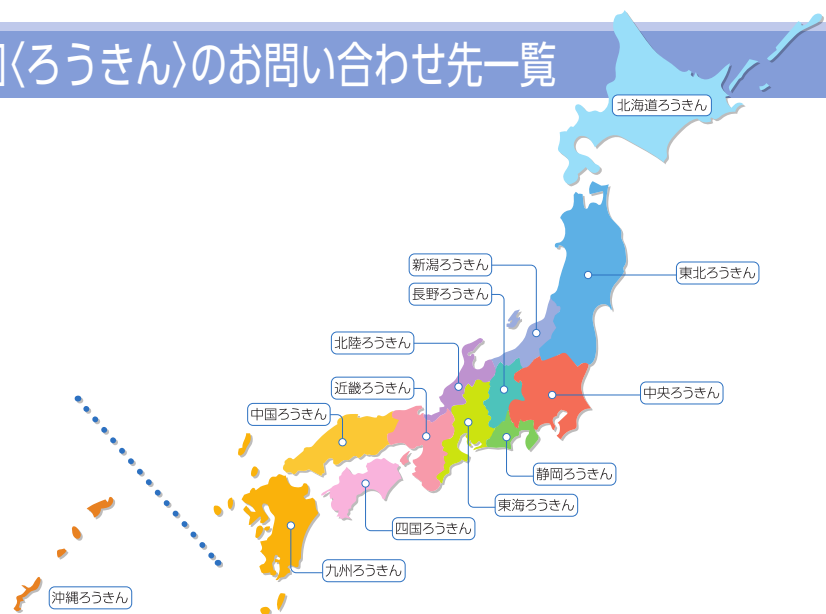 〈ろうきん〉のお問い合わせ先一覧
北海道ろうきん
新潟ろうきん
東北ろうきん
長野ろうきん
北陸ろうきん
近畿ろうきん
中央ろうきん
中国ろうきん
静岡ろうきん
東海ろうきん
四国ろうきん
九州ろうきん
沖縄ろうきん